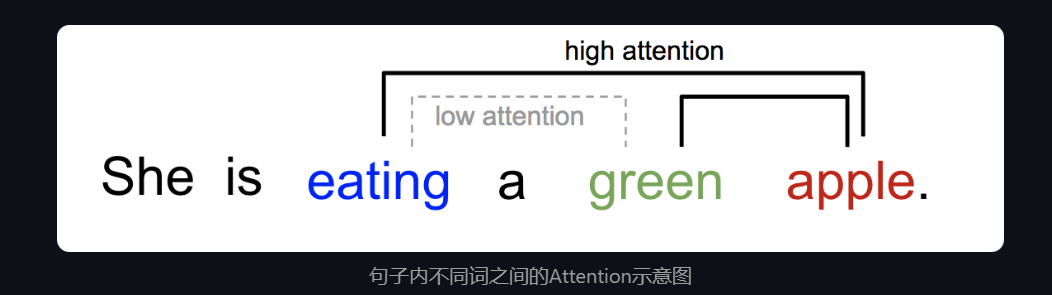 high attention
low attention
She is eating a green apple.
句子内不同词之间的Attention示意图